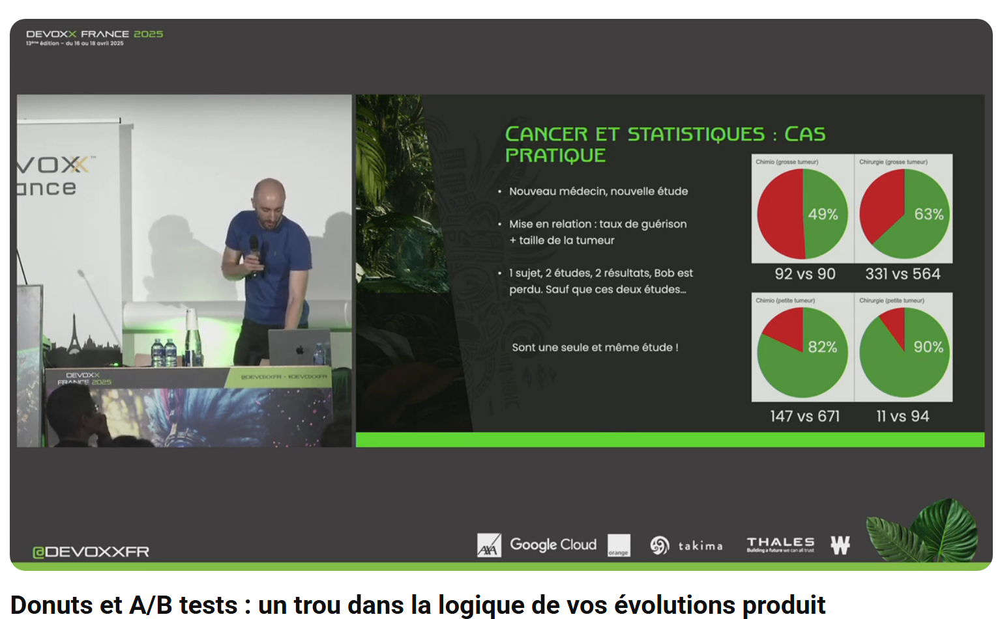 DEVOXX FRANCE 2025
13ème édition – du 16 au 18 avril 2025
VOXX™
ance
DEVOXX
FRANCE 2025
@DEVOXXFR - #DEVOXXFR
CANCER ET STATISTIQUES : CAS
PRATIQUE
• Nouveau médecin, nouvelle étude
• Mise en relation : taux de guérison
+ taille de la tumeur
• 1 sujet, 2 études, 2 résultats, Bob est
perdu. Sauf que ces deux études...
Sont une seule et même étude !
Chimio (grosse tumeur)
49%
92 vs 90
Chirurgie (grosse tumeur)
63%
331 vs 564
Chimio (petite tumeur)
82%
147 vs 671
Chirurgie (petite tumeur)
90%
11 vs 94
@DEVOXXFR
AXA
Google Cloud
orange
takima
THALES
Building a future we can all trust
W
Donuts et A/B tests : un trou dans la logique de vos évolutions produit